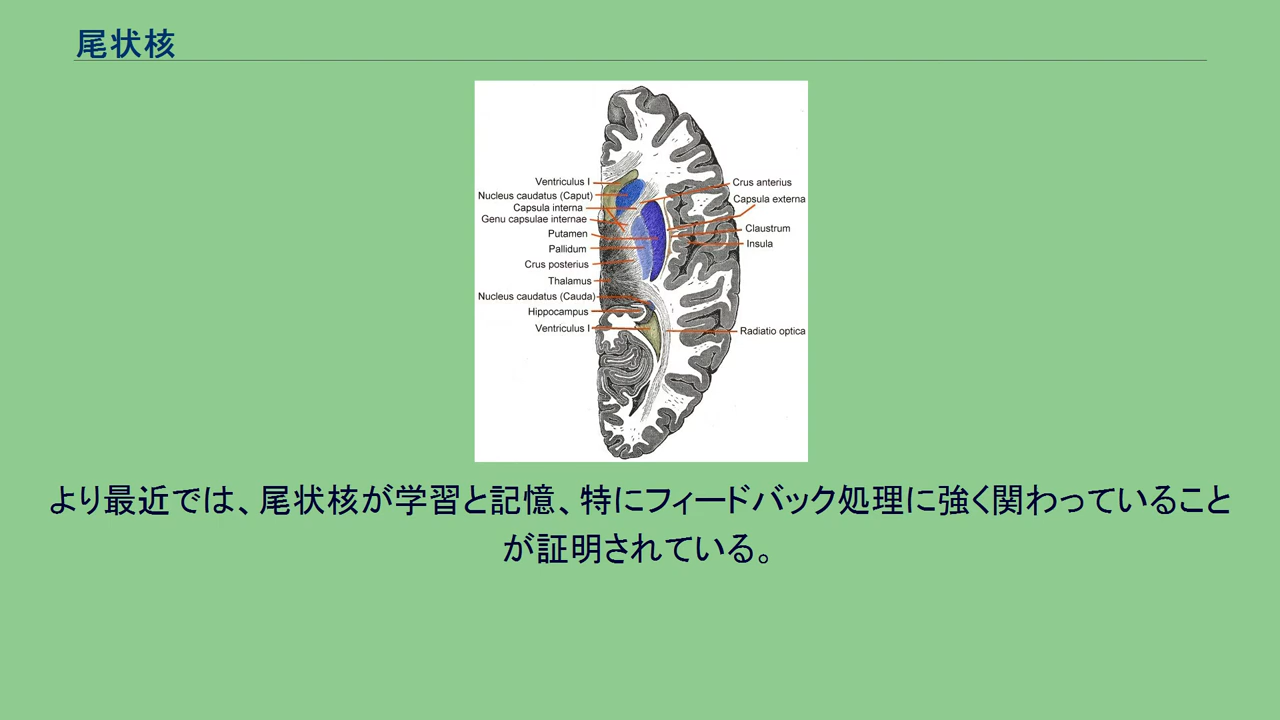 尾状核
Ventriculus I
Nucleus caudatus (Caput)
Capsula interna
Genu capsulae internae
Putamen
Pallidum
Crus posterius
Thalamus
Nucleus caudatus (Cauda)
Hippocampus
Ventriculus I
Crus anterius
Capsula externa
Claustrum
Insula
Radiatio optica
より最近では、尾状核が学習と記憶、特にフィードバック処理に強く関わっていること
が証明されている。